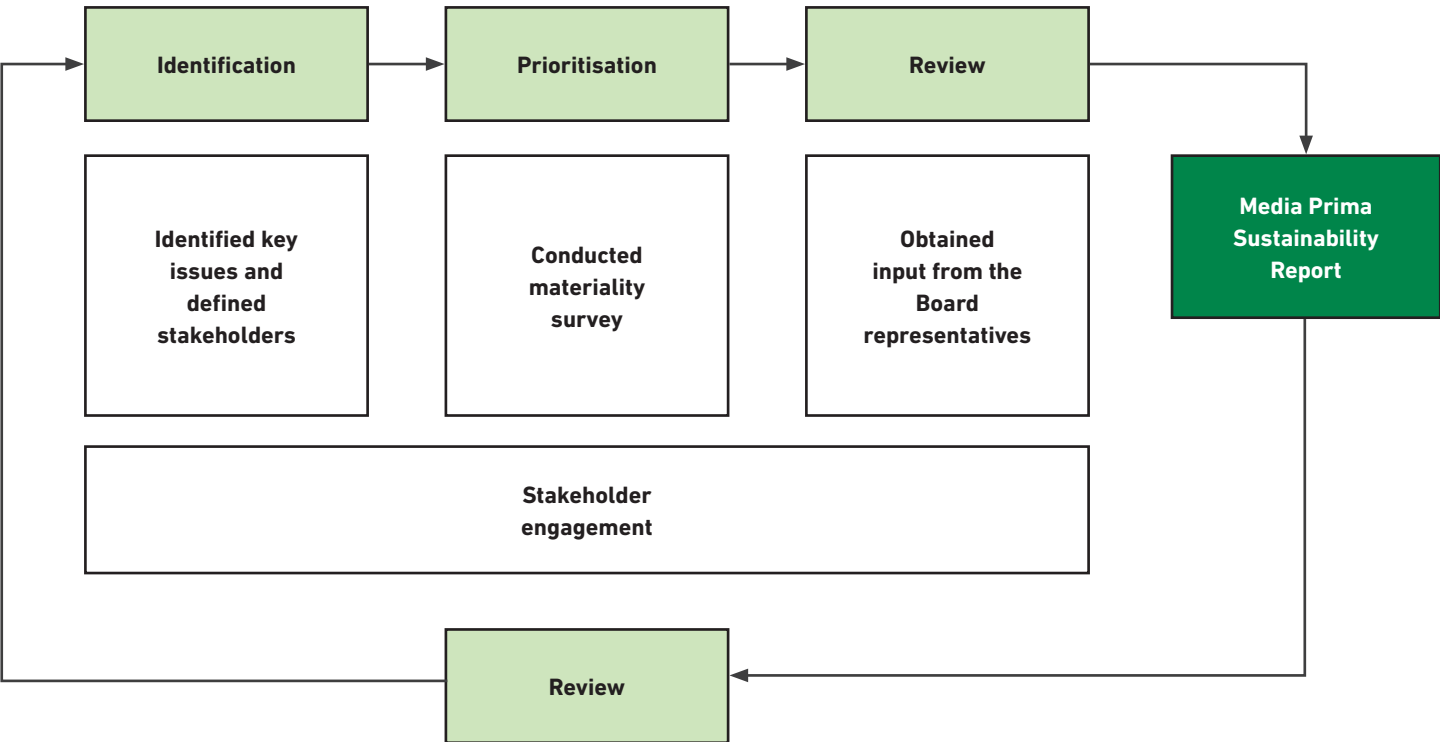 Identification
Prioritisation
Review
Identified key
issues and
defined
stakeholders
Conducted
materiality
survey
Obtained
input from the
Board
representatives
Media Prima
Sustainability
Report
Stakeholder
engagement
Review